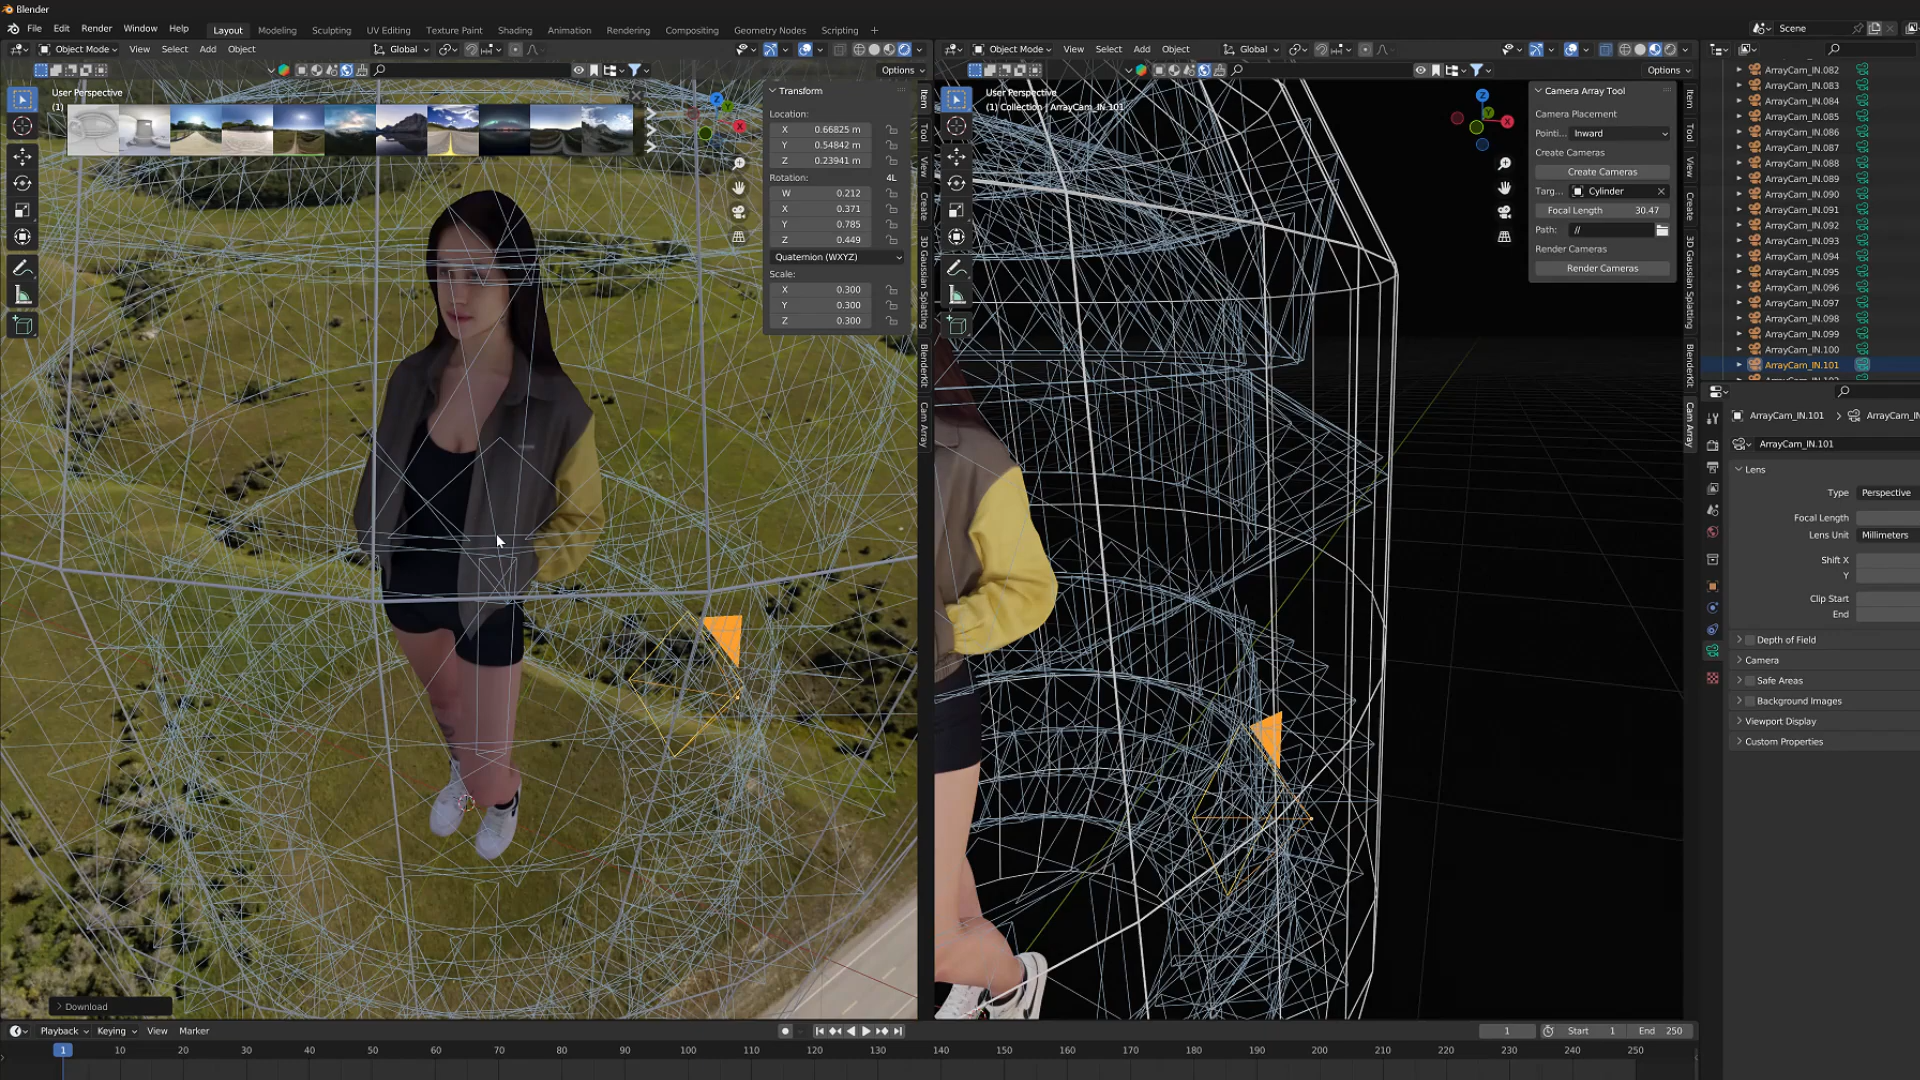 Blender
File Edit Render Window Help Layout Modeling Sculpting UV Editing Texture Paint Shading Animation Rendering Compositing Geometry Nodes Scripting + Scene
Object Mode View Select Add Object Global
Object Mode View Select Add Object Global
Options
Options
User Perspective
(1)
Transform
Location:
X 0.66825 m
Y 0.54842 m
Z 0.23941 m
Rotation: 4L
W 0.212
X 0.371
Y 0.785
Z 0.449
Quaternion (WXYZ)
Scale:
X 0.300
Y 0.300
Z 0.300
Item
Tool
View
Create
3D Gaussian Splatting
BlenderKit
Cam Array
Download
User Perspective
(1) Collection | ArrayCam_IN.101
Z
Y
X
Camera Array Tool
Camera Placement
Pointi... Inward
Create Cameras
Create Cameras
Targ... Cylinder
Focal Length 30.47
Path: //
Render Cameras
Render Cameras
Item
Tool
View
Create
3D Gaussian Splatting
BlenderKit
Cam Array
ArrayCam_IN.082
ArrayCam_IN.083
ArrayCam_IN.084
ArrayCam_IN.085
ArrayCam_IN.086
ArrayCam_IN.087
ArrayCam_IN.088
ArrayCam_IN.089
ArrayCam_IN.090
ArrayCam_IN.091
ArrayCam_IN.092
ArrayCam_IN.093
ArrayCam_IN.094
ArrayCam_IN.095
ArrayCam_IN.096
ArrayCam_IN.097
ArrayCam_IN.098
ArrayCam_IN.099
ArrayCam_IN.100
ArrayCam_IN.101
ArrayCam_IN.101 > ArrayCam_IN
ArrayCam_IN.101
Lens
Type Perspective
Focal Length
Lens Unit Millimeters
Shift X
Y
Clip Start
End
Depth of Field
Camera
Safe Areas
Background Images
Viewport Display
Custom Properties
Playback Keying View Marker
1 Start 1 End 250
1 10 20 30 40 50 60 70 80 90 100 110 120 130 140 150 160 170 180 190 200 210 220 230 240 250